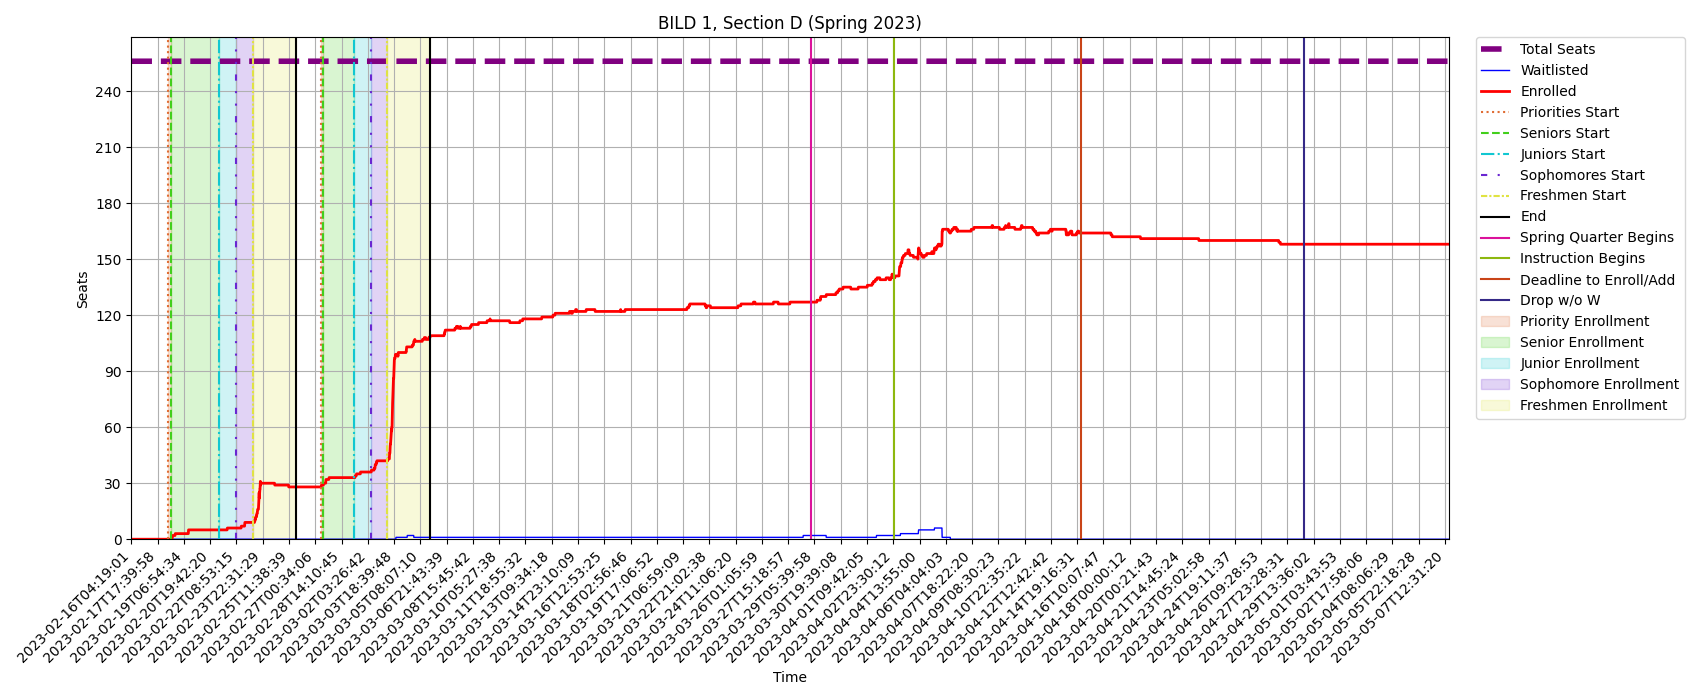 BILD 1, Section D (Spring 2023)
Seats
240
210
180
150
120
90
60
30
0
2023-02-16T04:19:01
2023-02-17T17:39:58
2023-02-19T06:54:34
2023-02-20T19:42:20
2023-02-22T08:53:15
2023-02-23T22:31:29
2023-02-25T11:38:39
2023-02-27T00:34:06
2023-02-28T14:10:45
2023-03-02T03:26:42
2023-03-03T18:39:48
2023-03-05T08:07:10
2023-03-06T21:43:39
2023-03-08T15:45:42
2023-03-10T05:27:38
2023-03-11T18:55:32
2023-03-13T09:34:18
2023-03-14T23:10:09
2023-03-16T12:53:25
2023-03-18T02:56:46
2023-03-19T17:06:52
2023-03-21T06:59:09
2023-03-22T21:02:38
2023-03-24T11:06:20
2023-03-26T01:05:59
2023-03-27T15:18:57
2023-03-29T05:39:58
2023-03-30T19:39:08
2023-04-01T09:42:05
2023-04-02T23:30:12
2023-04-04T13:55:00
2023-04-06T04:04:03
2023-04-07T18:22:20
2023-04-09T08:30:23
2023-04-10T22:35:22
2023-04-12T12:42:42
2023-04-14T19:16:31
2023-04-16T10:07:47
2023-04-18T00:00:12
2023-04-20T00:21:43
2023-04-21T14:45:24
2023-04-23T05:02:58
2023-04-24T19:11:37
2023-04-26T09:28:53
2023-04-27T23:28:31
2023-04-29T13:36:02
2023-05-01T03:43:53
2023-05-02T17:58:06
2023-05-04T08:06:29
2023-05-05T22:18:28
2023-05-07T12:31:20
Time
Total Seats
Waitlisted
Enrolled
Priorities Start
Seniors Start
Juniors Start
Sophomores Start
Freshmen Start
End
Spring Quarter Begins
Instruction Begins
Deadline to Enroll/Add
Drop w/o W
Priority Enrollment
Senior Enrollment
Junior Enrollment
Sophomore Enrollment
Freshmen Enrollment